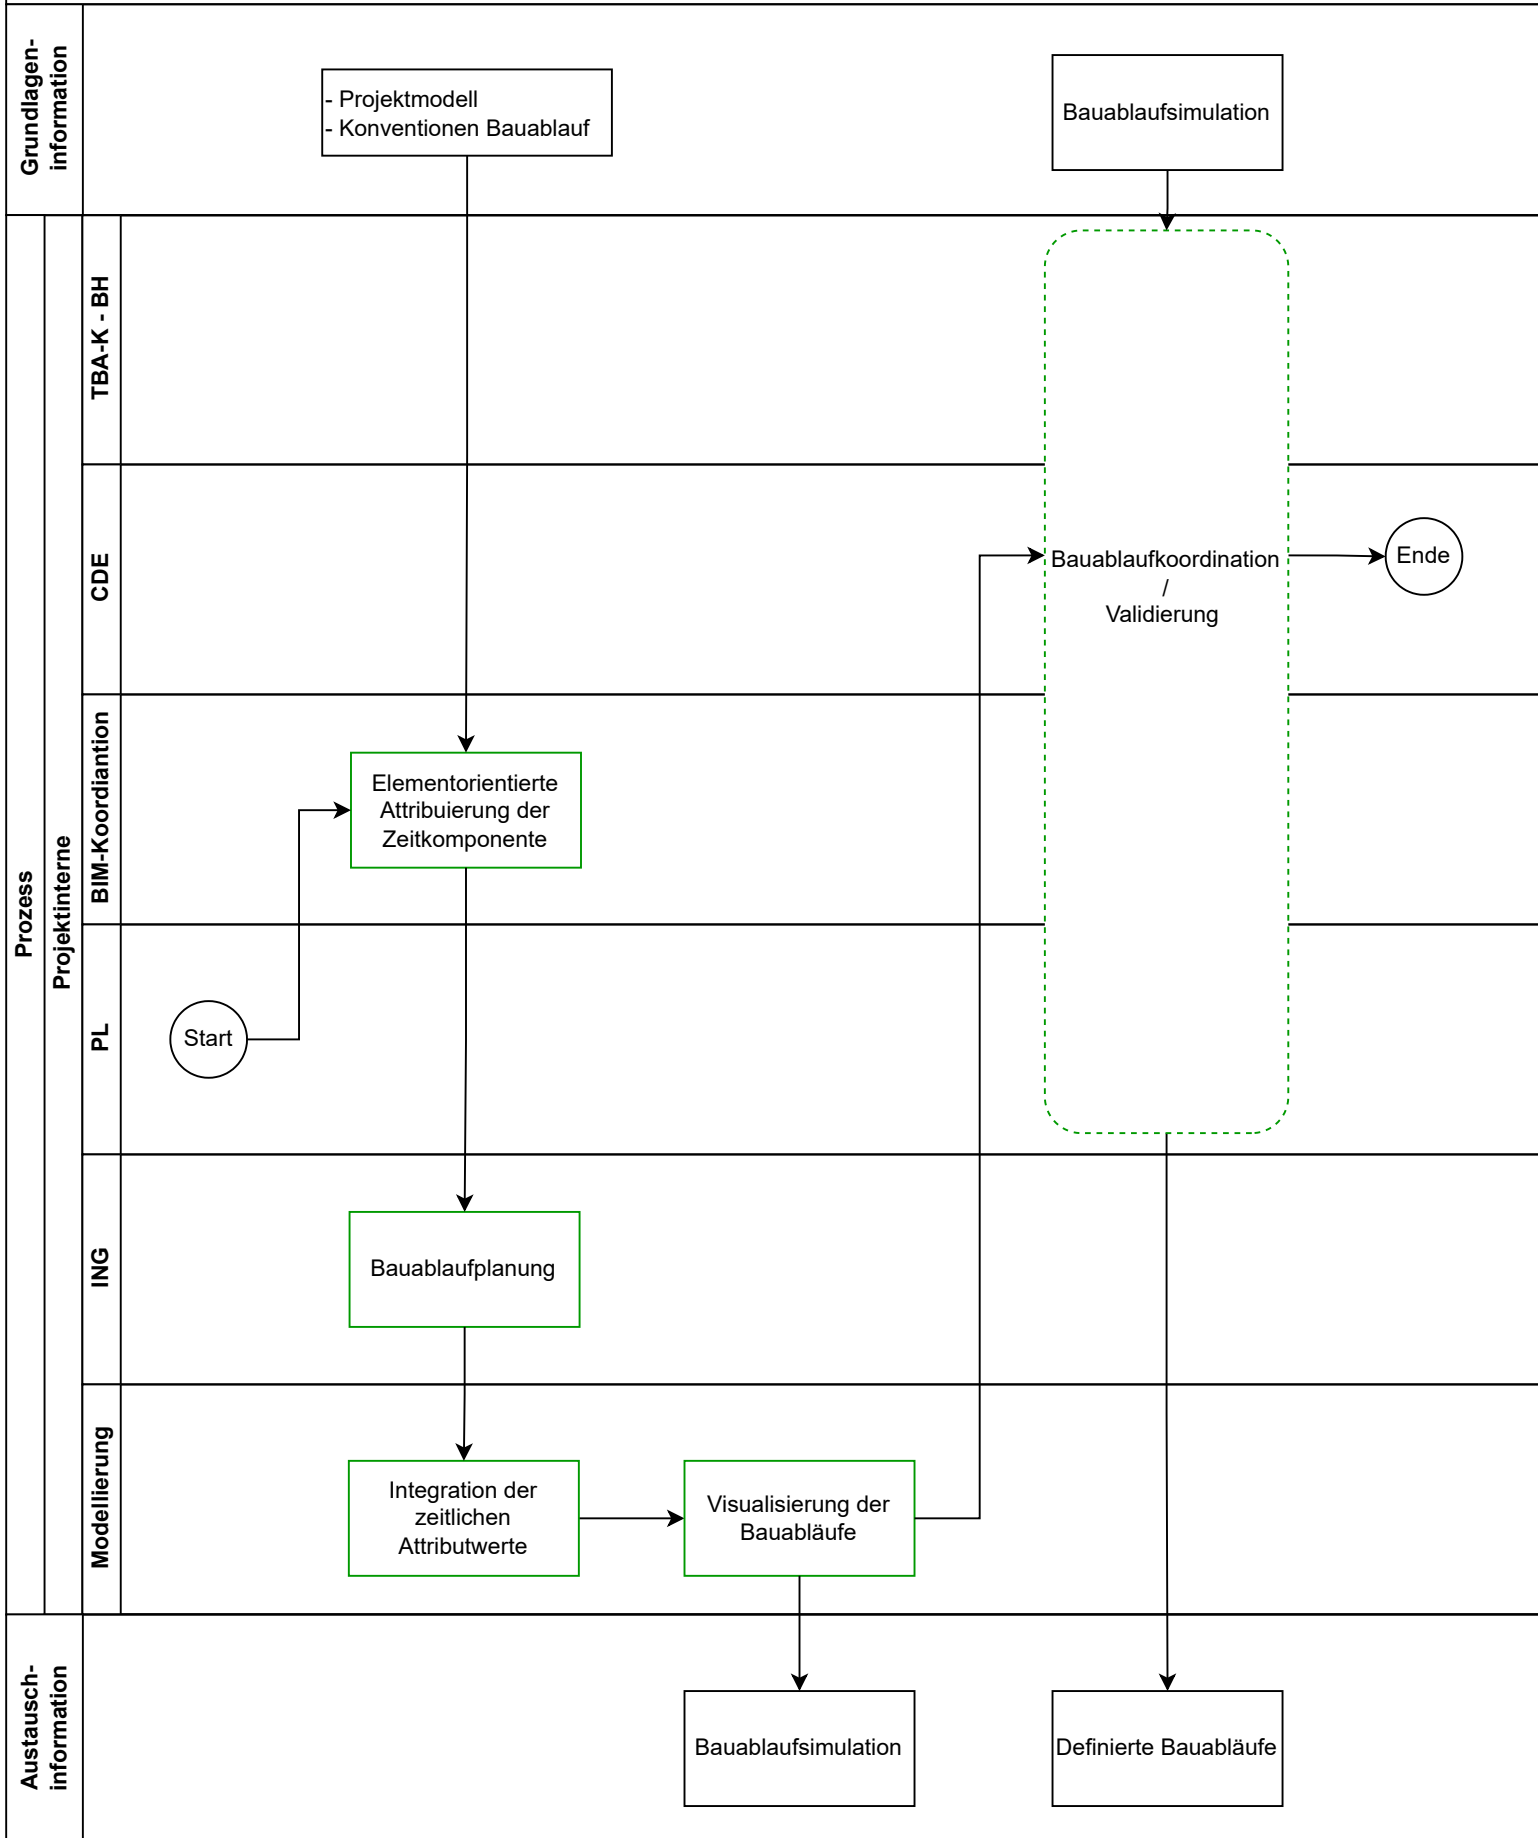 Grundlagen-
information
- Projektmodell
- Konventionen Bauablauf
Bauablaufsimulation
Prozess
Projektinterne
TBA-K - BH
CDE
Bauablaufkoordination
/
Validierung
Ende
BIM-Koordiantion
Elementorientierte
Attribuierung der
Zeitkomponente
PL
Start
ING
Bauablaufplanung
Modellierung
Integration der
zeitlichen
Attributwerte
Visualisierung der
Bauabläufe
Austausch-
information
Bauablaufsimulation
Definierte Bauabläufe